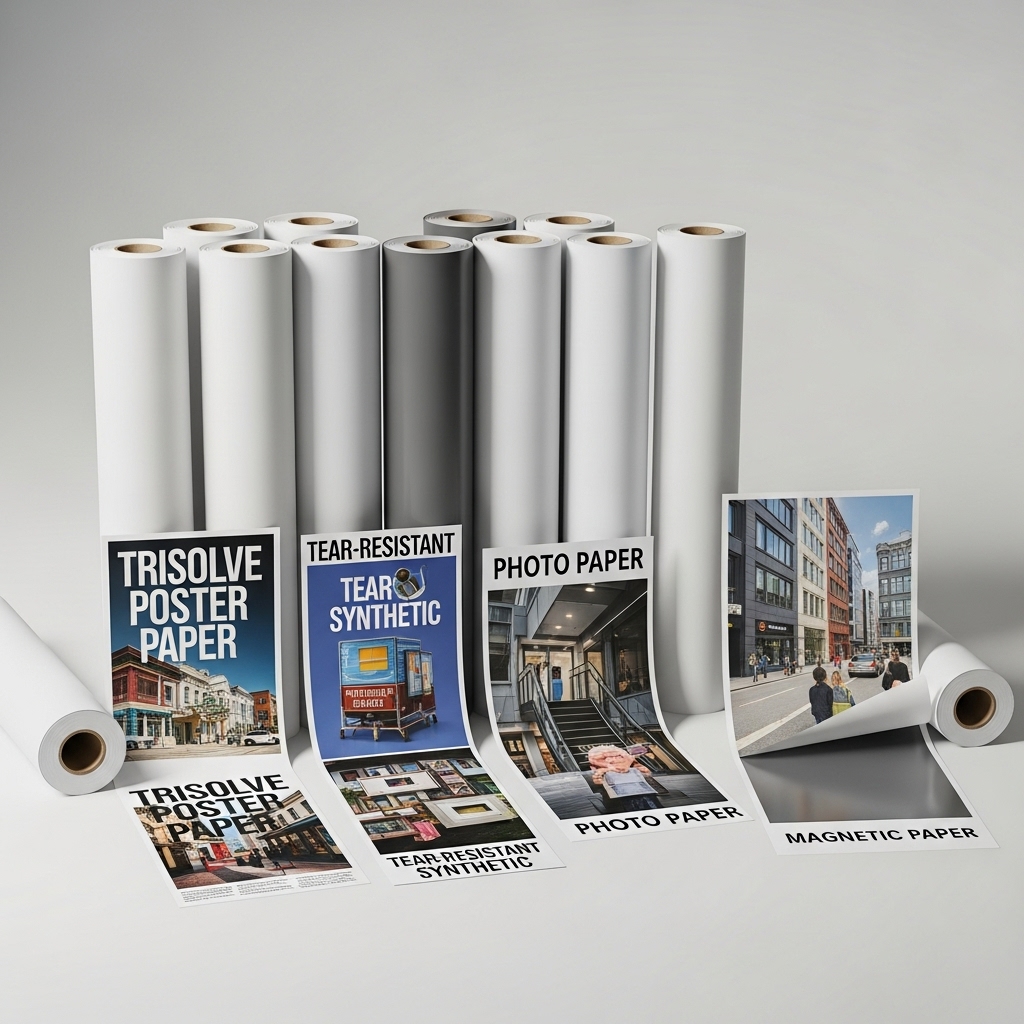 TRISOLVE
POSTER
PAPER
TRISOLVE
POSTER
PAPER
TEAR-RESISTANT
TEAR
SYNTHETIC
TEAR-RESISTANT
SYNTHETIC
PHOTO PAPER
PHOTO PAPER
MAGNETIC PAPER